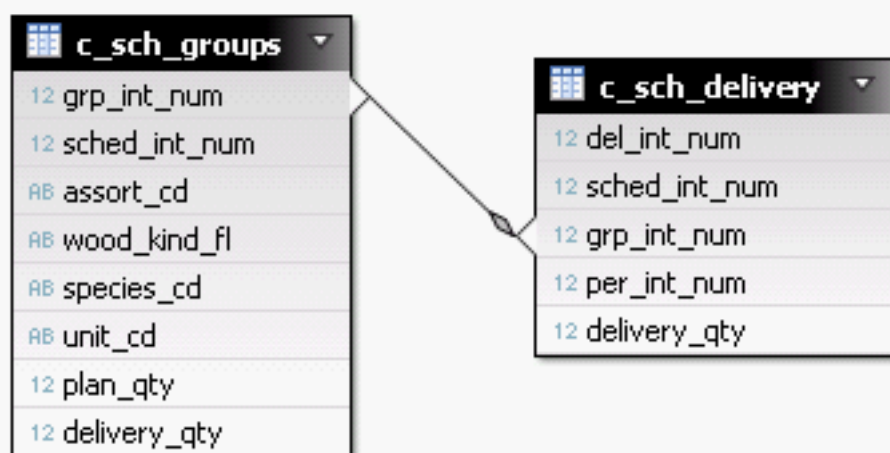 c_sch_groups
12 grp_int_num
12 sched_int_num
AB assort_cd
AB wood_kind_fl
AB species_cd
AB unit_cd
12 plan_qty
12 delivery_qty
c_sch_delivery
12 del_int_num
12 sched_int_num
12 grp_int_num
12 per_int_num
12 delivery_qty